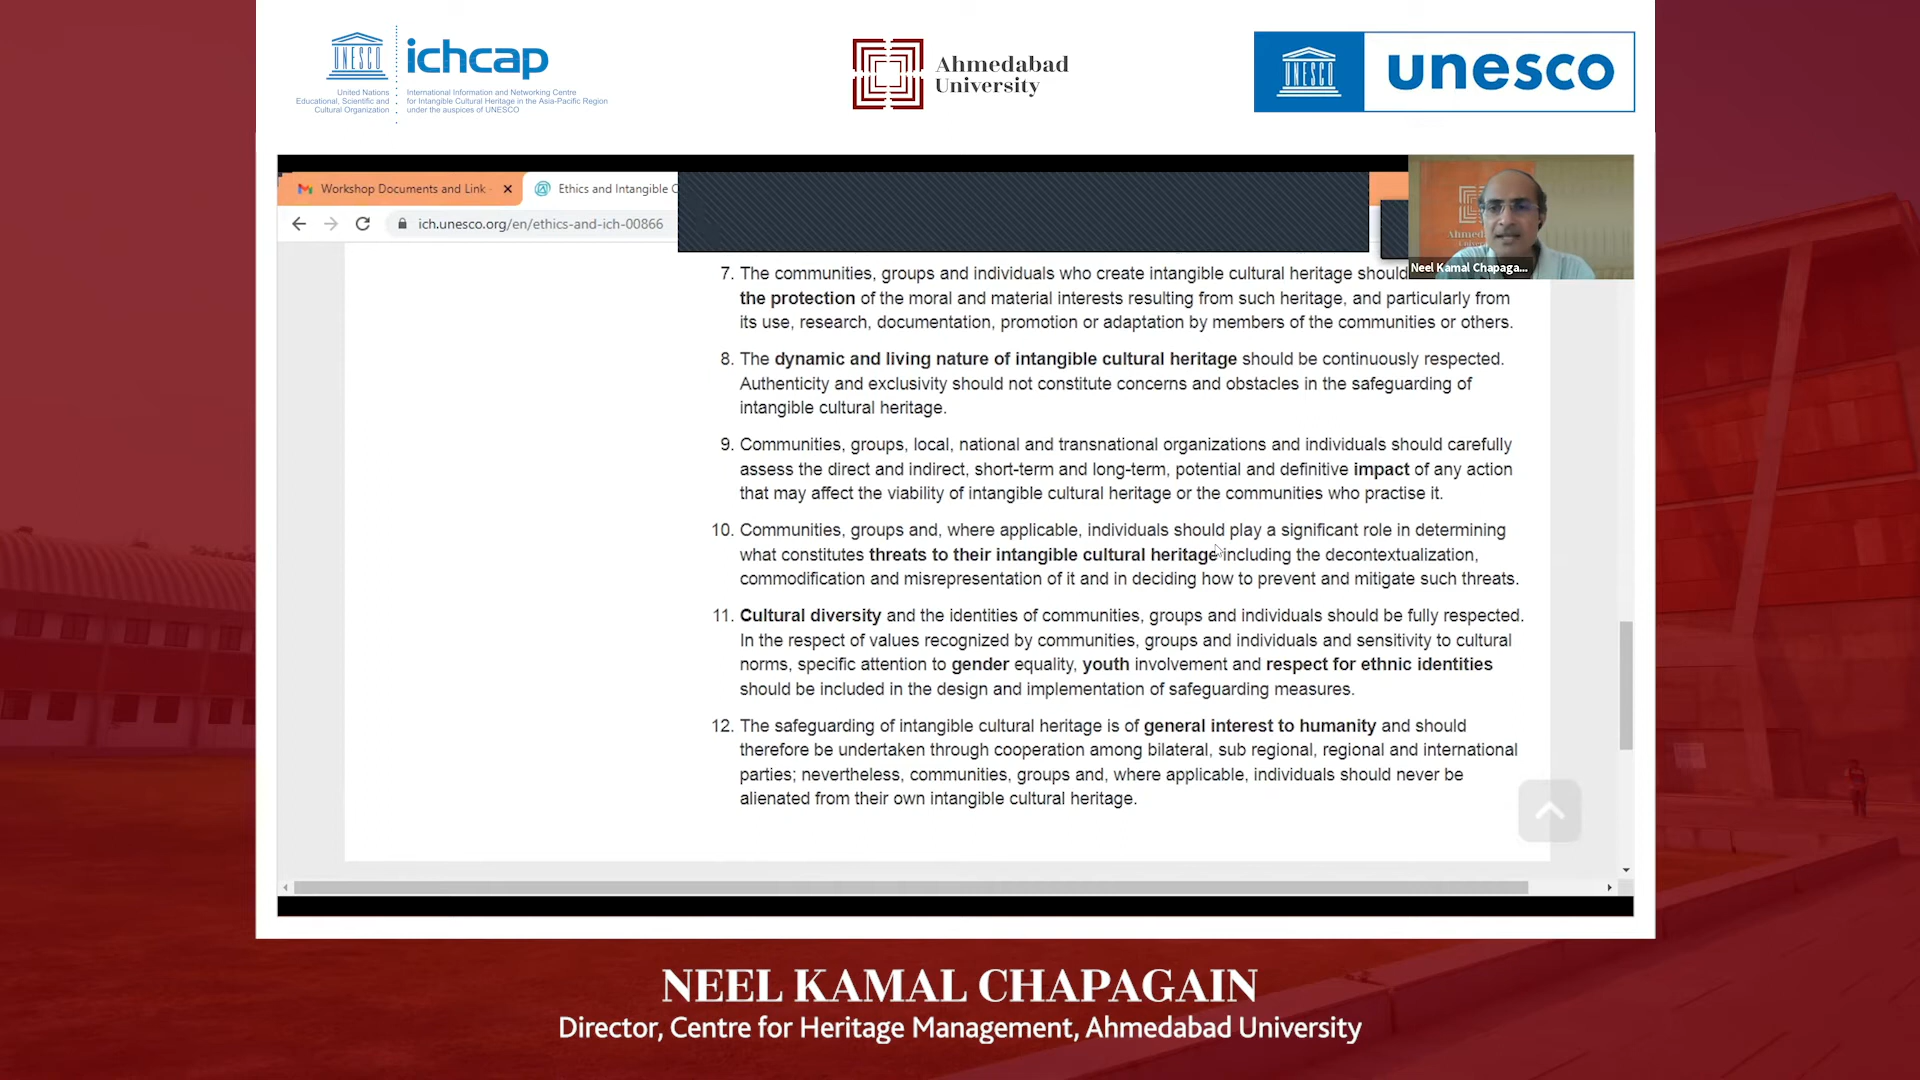 UNESCO
United Nations
Educational, Scientific and
Cultural Organization
ichcap
International Information and Networking Centre
for Intangible Cultural Heritage in the Asia-Pacific Region
under the auspices of UNESCO
Ahmedabad
University
UNESCO
unesco
Workshop Documents and Link
Ethics and Intangible C
ich.unesco.org/en/ethics-and-ich-00866
Neel Kamal Chapaga...
7. The communities, groups and individuals who create intangible cultural heritage should
the protection of the moral and material interests resulting from such heritage, and particularly from
its use, research, documentation, promotion or adaptation by members of the communities or others.
8. The dynamic and living nature of intangible cultural heritage should be continuously respected.
Authenticity and exclusivity should not constitute concerns and obstacles in the safeguarding of
intangible cultural heritage.
9. Communities, groups, local, national and transnational organizations and individuals should carefully
assess the direct and indirect, short-term and long-term, potential and definitive impact of any action
that may affect the viability of intangible cultural heritage or the communities who practise it.
10. Communities, groups and, where applicable, individuals should play a significant role in determining
what constitutes threats to their intangible cultural heritage including the decontextualization,
commodification and misrepresentation of it and in deciding how to prevent and mitigate such threats.
11. Cultural diversity and the identities of communities, groups and individuals should be fully respected.
In the respect of values recognized by communities, groups and individuals and sensitivity to cultural
norms, specific attention to gender equality, youth involvement and respect for ethnic identities
should be included in the design and implementation of safeguarding measures.
12. The safeguarding of intangible cultural heritage is of general interest to humanity and should
therefore be undertaken through cooperation among bilateral, sub regional, regional and international
parties; nevertheless, communities, groups and, where applicable, individuals should never be
alienated from their own intangible cultural heritage.
NEEL KAMAL CHAPAGAIN
Director, Centre for Heritage Management, Ahmedabad University